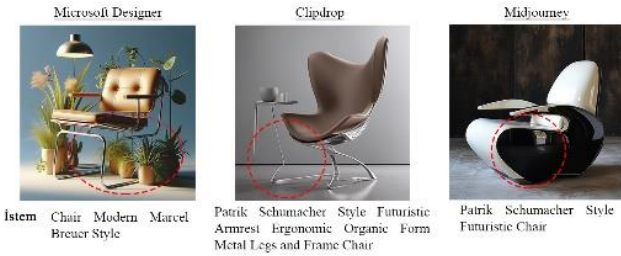 Microsoft Designer
Clipdrop
Midjourney
İstem
Chair Modern Marcel
Breuer Style
Patrik Schumacher Style Futuristic
Armrest Ergonomic Organic Form
Metal Legs and Frame Chair
Patrik Schumacher Style
Futuristic Chair